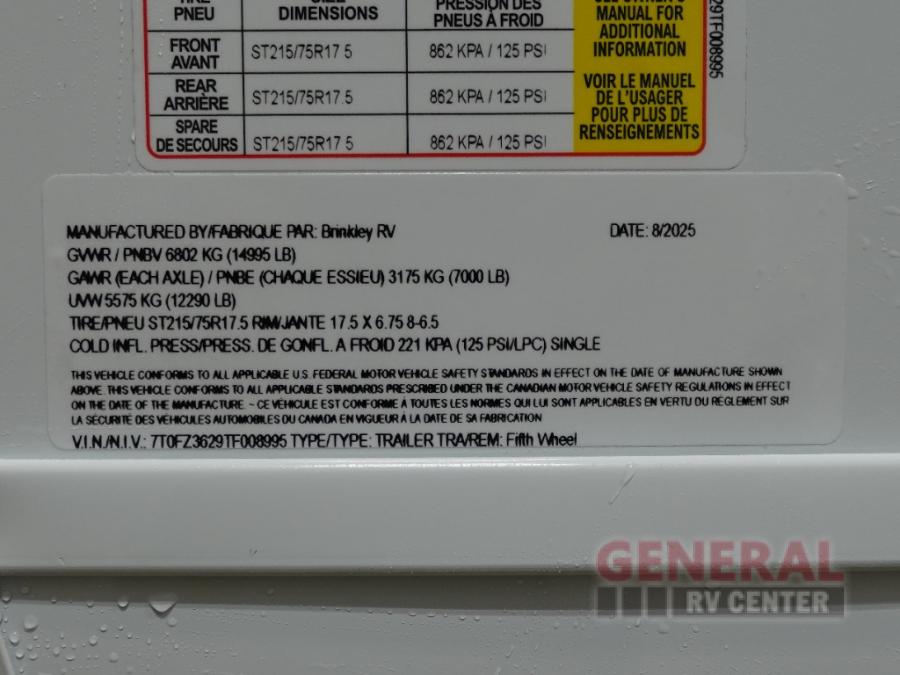 TIRE
PNEU
SIZE
DIMENSIONS
PRESSION DES
PNEUS À FROID
SEE OWNER'S
MANUAL FOR
ADDITIONAL
INFORMATION
FRONT
AVANT
ST215/75R17.5
862 KPA / 125 PSI
REAR
ARRIÈRE
ST215/75R17.5
862 KPA / 125 PSI
VOIR LE MANUEL
DE L'USAGER
POUR PLUS DE
RENSEIGNEMENTS
SPARE
DE SECOURS
ST215/75R17.5
862 KPA / 125 PSI
29TF008995
MANUFACTURED BY/FABRIQUE PAR: Brinkley RV DATE: 8/2025
GVWR / PNBV 6802 KG (14995 LB)
GAWR (EACH AXLE) / PNBE (CHAQUE ESSIEU) 3175 KG (7000 LB)
UVW 5575 KG (12290 LB)
TIRE/PNEU ST215/75R17.5 RIM/JANTE 17.5 X 6.75 8-6.5
COLD INFL. PRESS/PRESS. DE GONFL. A FROID 221 KPA (125 PSI/LPC) SINGLE
THIS VEHICLE CONFORMS TO ALL APPLICABLE U.S. FEDERAL MOTOR VEHICLE SAFETY STANDARDS IN EFFECT ON THE DATE OF MANUFACTURE SHOWN
ABOVE. THIS VEHICLE CONFORMS TO ALL APPLICABLE STANDARDS PRESCRIBED UNDER THE CANADIAN MOTOR VEHICLE SAFETY REGULATIONS IN EFFECT
ON THE DATE OF THE MANUFACTURE - CE VÉHICULE EST CONFORME À TOUTES LES NORMES QUI LUI SONT APPLICABLES EN VERTU DU RÈGLEMENT SUR
LA SÉCURITÉ DES VÉHICULES AUTOMOBILES DU CANADA EN VIGUEUR À LA DATE DE SA FABRICATION
V.I.N./N.I.V.: 7T0FZ3629TF008995 TYPE/TYPE: TRAILER TRA/REM: Fifth Wheel
GENERAL
RV CENTER